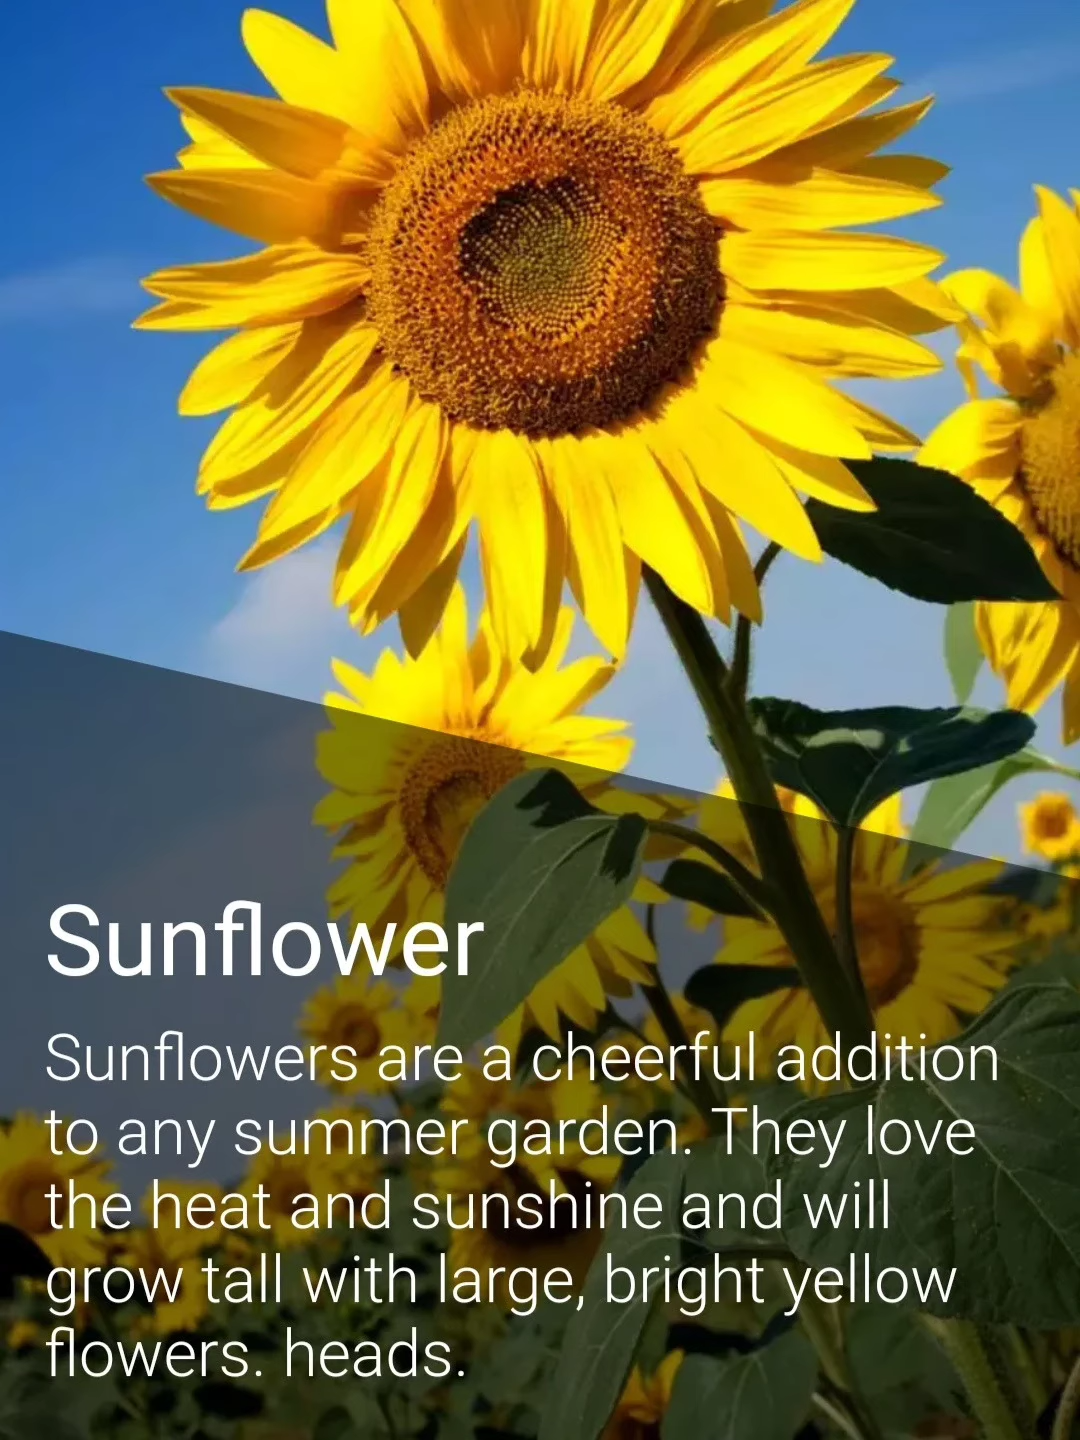 Sunflower
Sunflowers are a cheerful addition
to any summer garden. They love
the heat and sunshine and will
grow tall with large, bright yellow
flowers. heads.